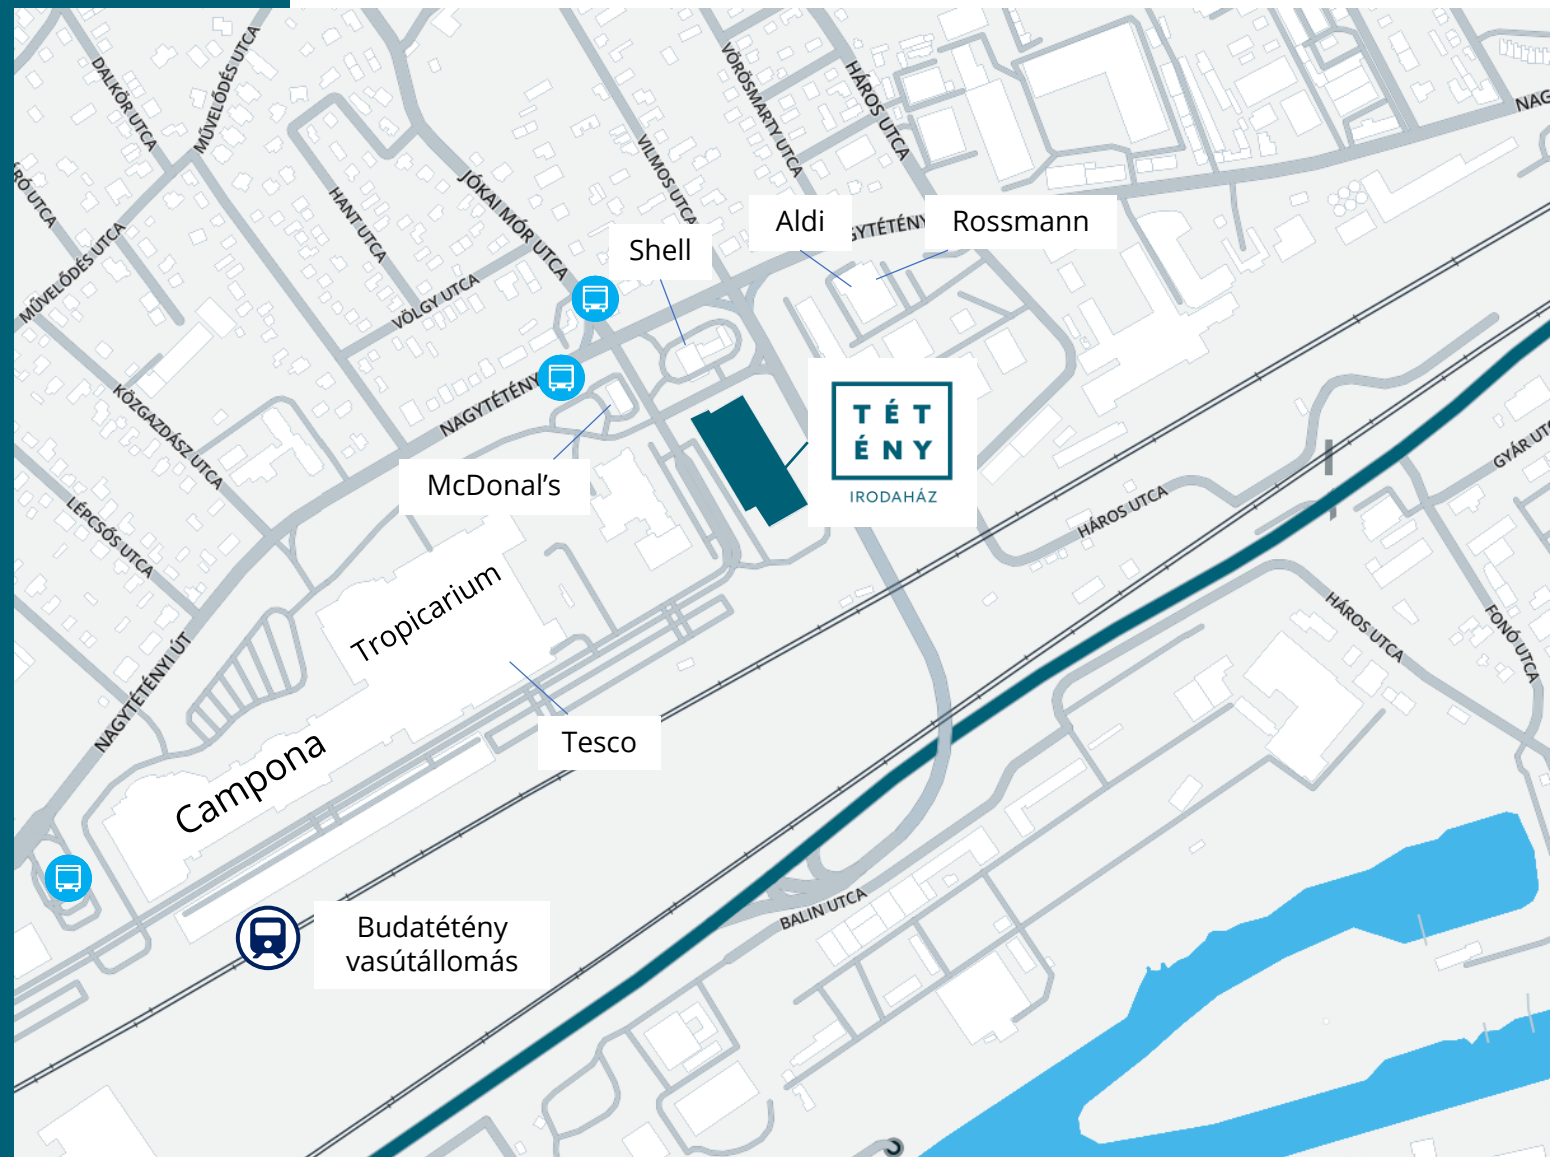 DALKÖR UTCA
MŰVELŐDÉS UTCA
VÖRÖSMARTY UTCA
HÁROS UTCA
NAG
RÓ UTCA
HANT UTCA
JÓKAI MÓR UTCA
VILMOS UTCA
Aldi
Rossmann
GYTÉTÉNY
Shell
MŰVELŐDÉS UTCA
VÖLGY UTCA
KÖZGAZDÁSZ UTCA
NAGYTÉTÉNY
TÉT
ÉNY
IRODAHÁZ
McDonal's
LÉPCSŐS UTCA
HÁROS UTCA
GYÁR UTC
Tropicarium
HÁROS UTCA
FONÓ UTCA
NAGYTÉTÉNYI ÚT
Tesco
Campona
BALIN UTCA
Budatétény
vasútállomás